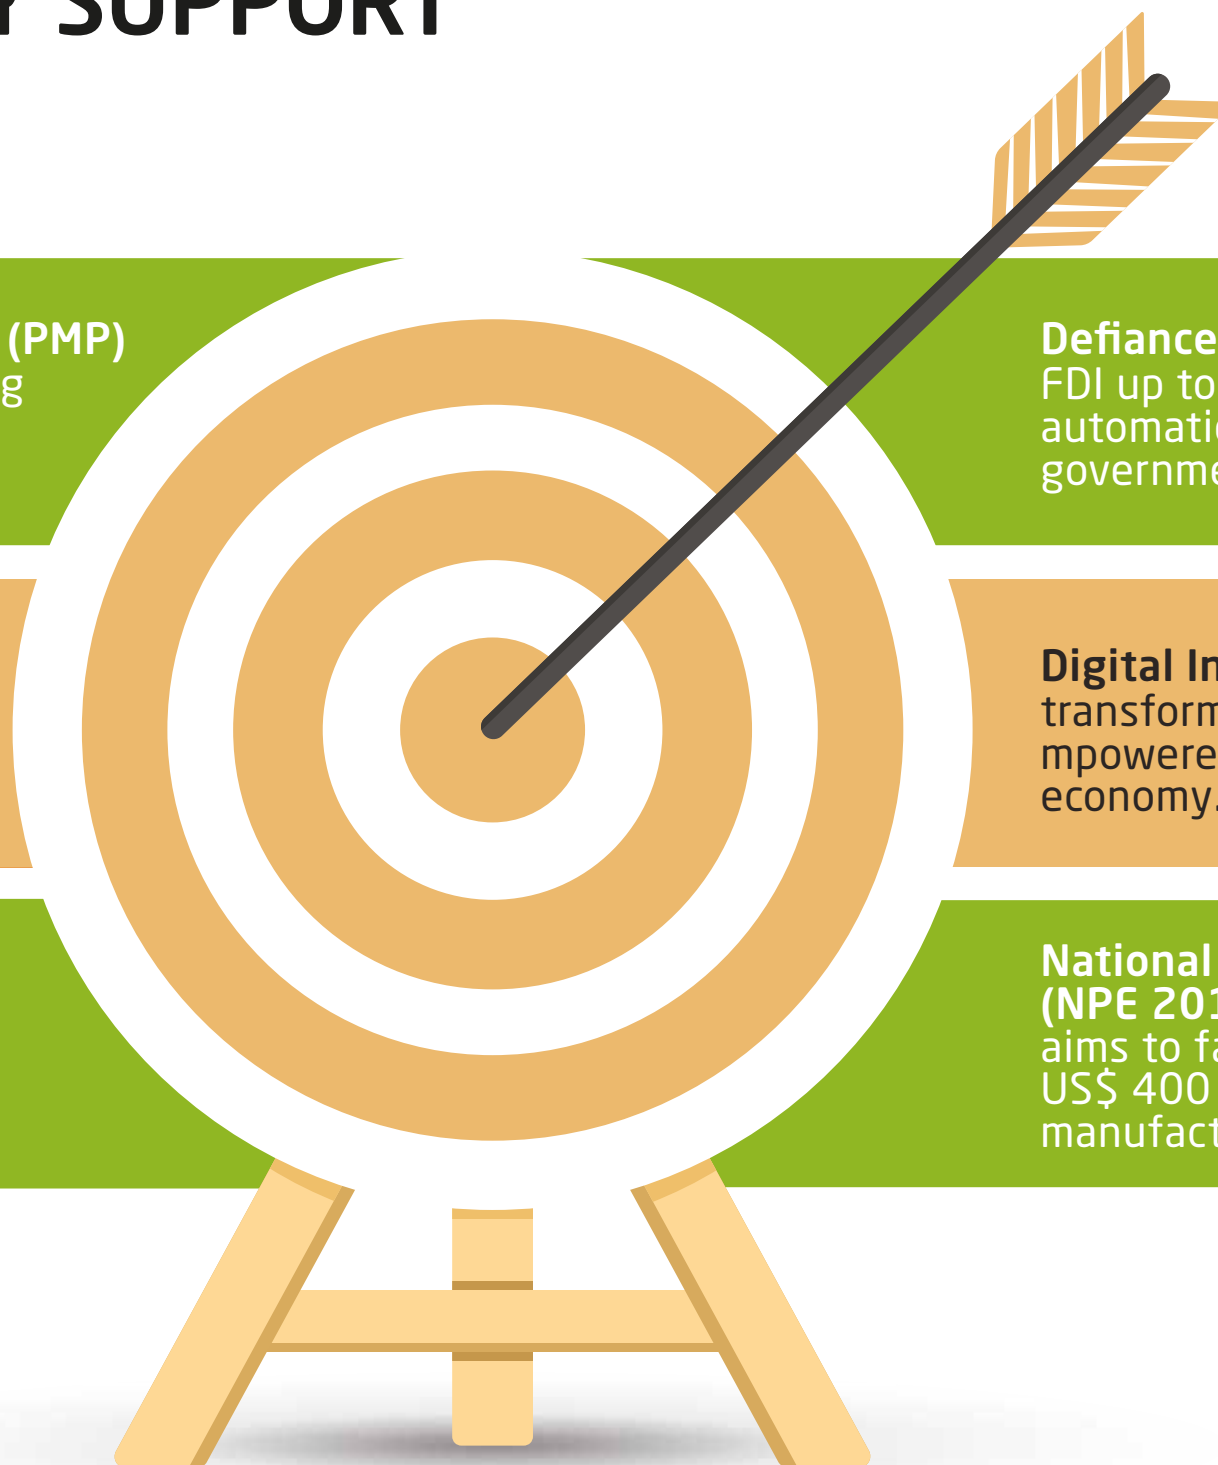 Y SUPPORT
(PMP)
g
Defiance
FDI up to
automatic
governme
Digital In
transform
mpowere
economy.
National
(NPE 201
aims to fa
US$ 400
manufact